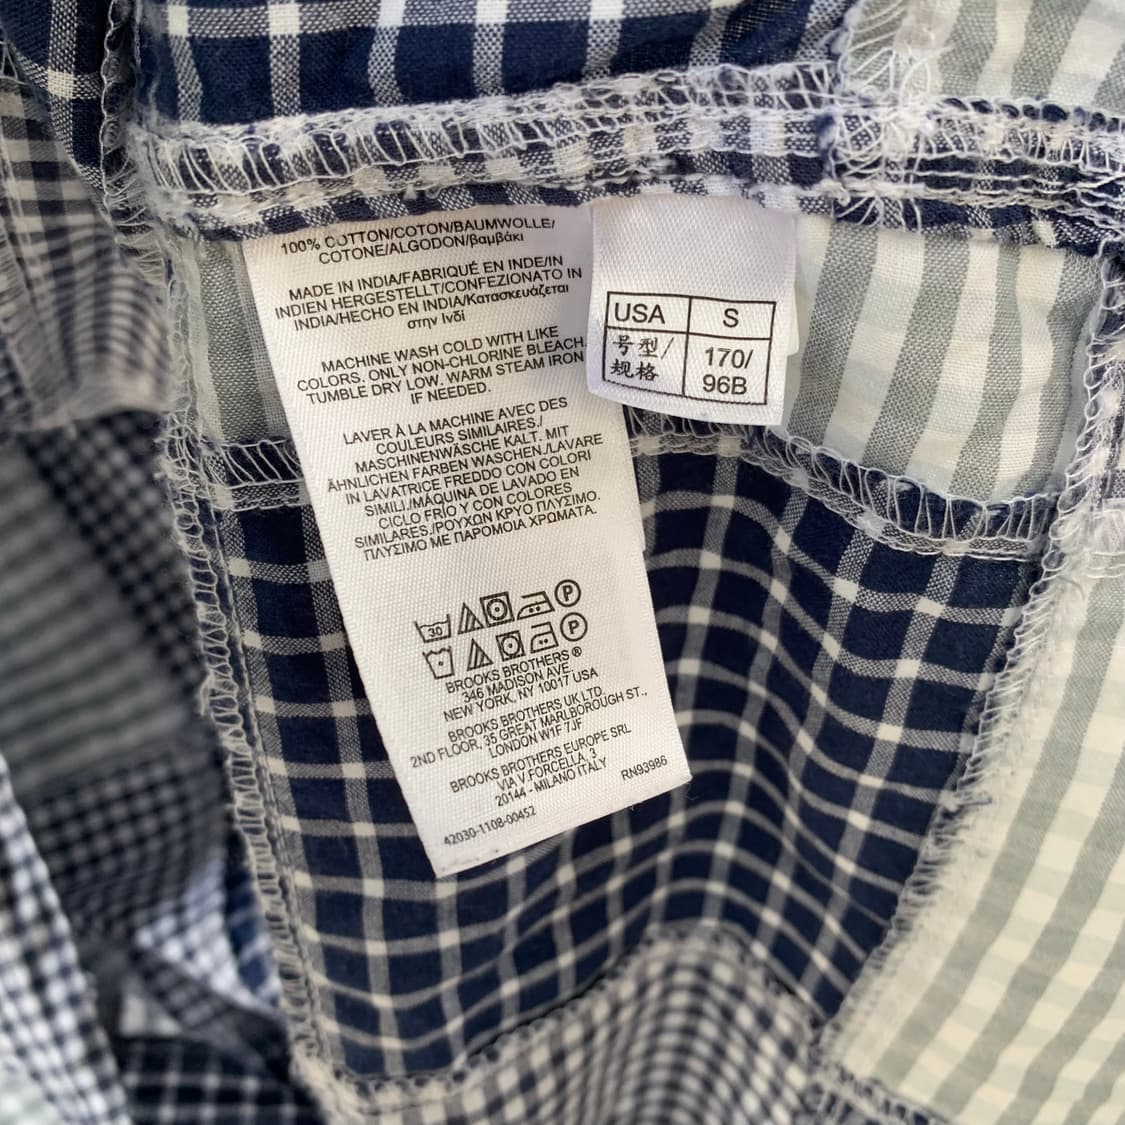 100% COTTON/COTON/BAUMWOLLE/
COTONE/ALGODON/βαμβάκι
MADE IN INDIA/FABRIQUÉ EN INDE/IN
INDIEN HERGESTELLT/CONFEZIONATO IN
INDIA/HECHO EN INDIA/Κατασκευάζεται
στην Ινδί
MACHINE WASH COLD WITH LIKE
COLORS. ONLY NON-CHLORINE BLEACH.
TUMBLE DRY LOW. WARM STEAM IRON
IF NEEDED.
LAVER À LA MACHINE AVEC DES
COULEURS SIMILAIRES./
MASCHINENWÄSCHE KALT. MIT
ÄHNLICHEN FARBEN WASCHEN./LAVARE
IN LAVATRICE FREDDO CON COLORI
SIMILI./MÁQUINA DE LAVADO EN
CICLO FRÍO Y CON COLORES
SIMILARES./ΡΟΥΧΩΝ ΚΡΥΟ ΠΛΥΣΙΜΟ.
ΠΛΥΣΙΜΟ ΜΕ ΠΑΡΟΜΟΙΑ ΧΡΩΜΑΤΑ.
30 P
P
BROOKS BROTHERS ®
346 MADISON AVE.
NEW YORK, NY 10017 USA
BROOKS BROTHERS UK LTD.
2ND FLOOR, 35 GREAT MARLBOROUGH ST.,
LONDON W1F 7JF
BROOKS BROTHERS EUROPE SRL
VIA V.FORCELLA, 3
20144 - MILANO ITALY
RN93986
42030-1108-00452
USA S
号型/ 170/
规格 96B